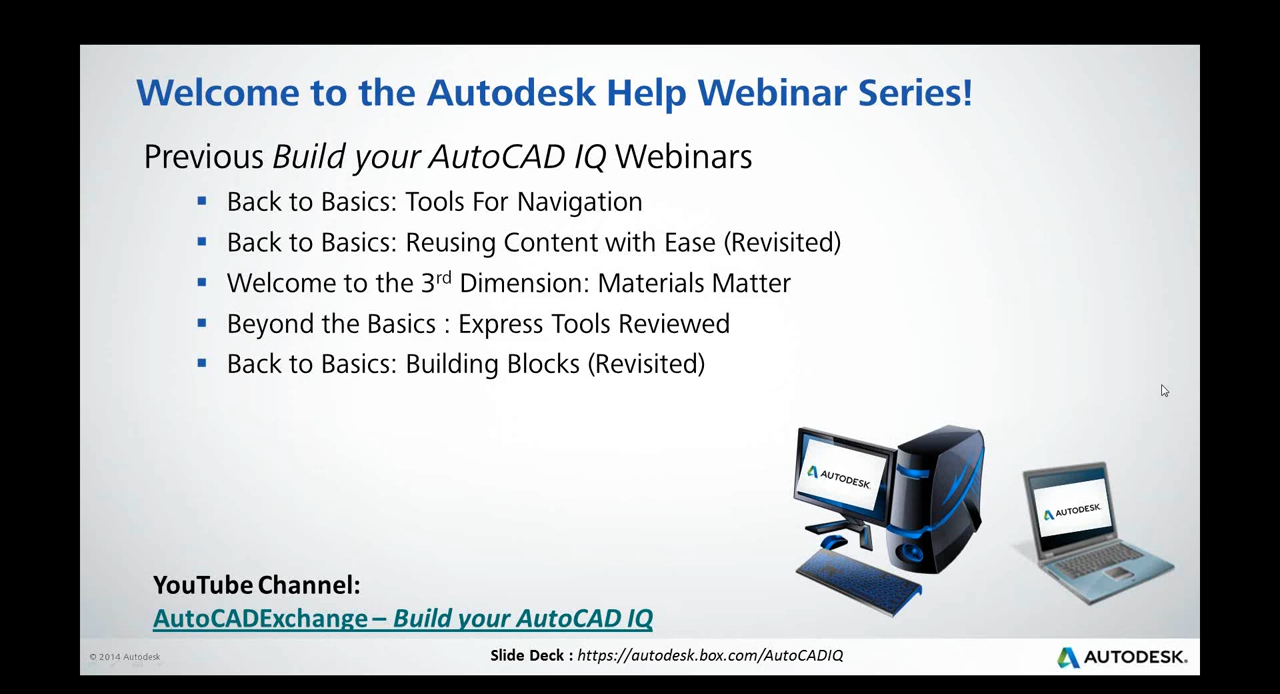 Welcome to the Autodesk Help Webinar Series!
Previous Build your AutoCAD IQ Webinars
Back to Basics: Tools For Navigation
Back to Basics: Reusing Content with Ease (Revisited)
Welcome to the 3rd Dimension: Materials Matter
Beyond the Basics : Express Tools Reviewed
Back to Basics: Building Blocks (Revisited)
AUTODESK.
AUTODESK.
YouTube Channel:
AutoCADExchange – Build your AutoCAD IQ
© 2014 Autodesk
Slide Deck : https://autodesk.box.com/AutoCADIQ
AUTODESK.